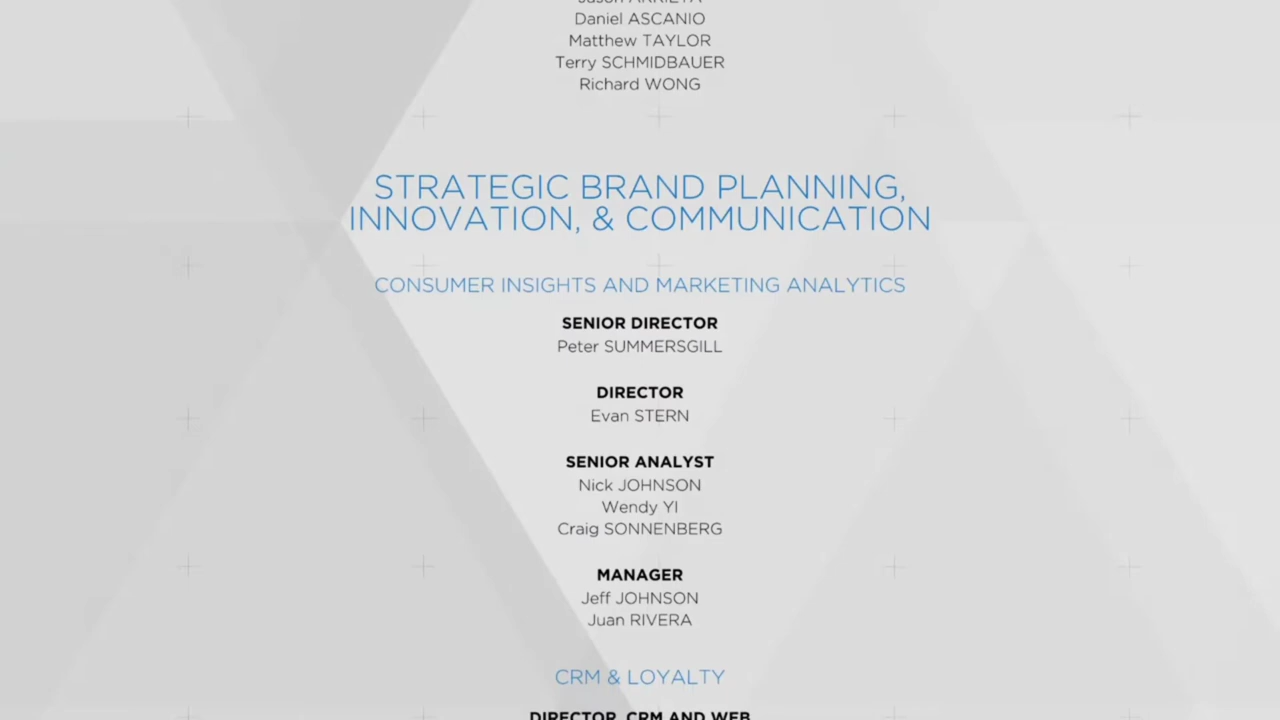 Daniel ASCANIO
Matthew TAYLOR
Terry SCHMIDBAUER
Richard WONG
STRATEGIC BRAND PLANNING,
INNOVATION, & COMMUNICATION
CONSUMER INSIGHTS AND MARKETING ANALYTICS
SENIOR DIRECTOR
Peter SUMMERSGILL
DIRECTOR
Evan STERN
SENIOR ANALYST
Nick JOHNSON
Wendy YI
Craig SONNENBERG
MANAGER
Jeff JOHNSON
Juan RIVERA
CRM & LOYALTY
DIRECTOR, CRM AND WEB